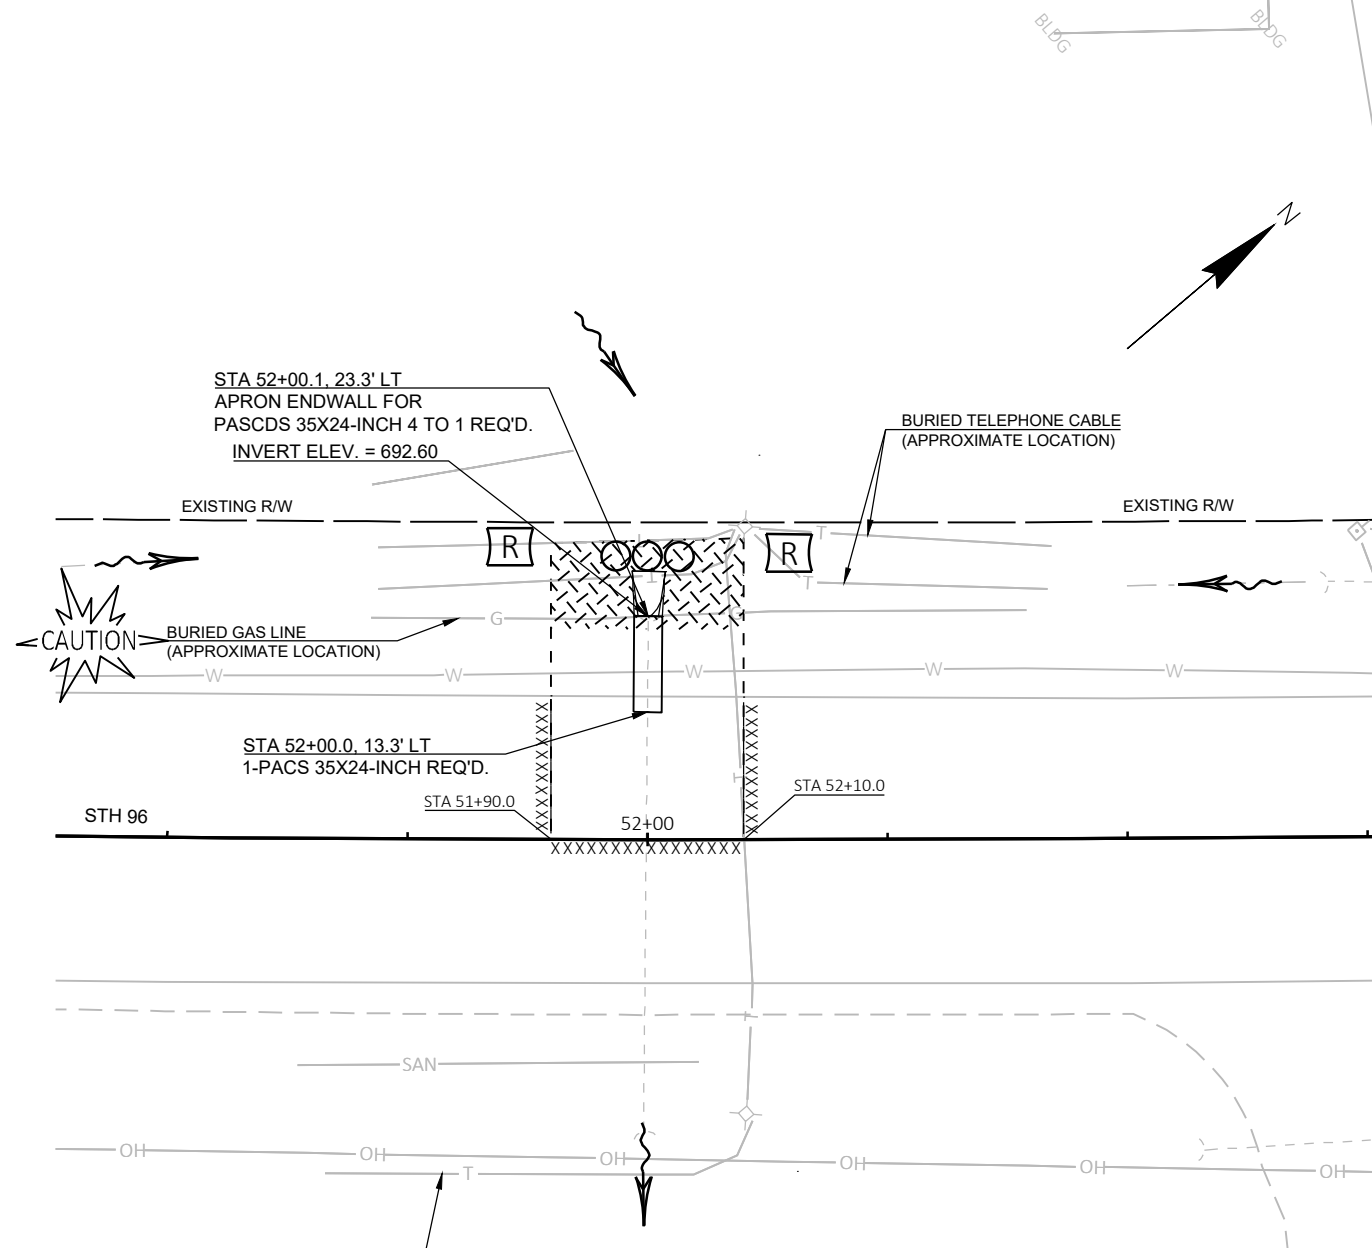 BLDG
BLDG
N
STA 52+00.1, 23.3' LT
APRON ENDWALL FOR
PASCDS 35X24-INCH 4 TO 1 REQ'D.
INVERT ELEV. = 692.60
BURIED TELEPHONE CABLE
(APPROXIMATE LOCATION)
EXISTING R/W
EXISTING R/W
R
R
T
T
T
G
G
CAUTION
BURIED GAS LINE
(APPROXIMATE LOCATION)
W
W
W
W
W
STA 52+00.0, 13.3' LT
1-PACS 35X24-INCH REQ'D.
T
STA 51+90.0
STA 52+10.0
STH 96
52+00
XXXXXXXXXXXXXXXX
T
SAN
OH
OH
OH
OH
OH
OH
T